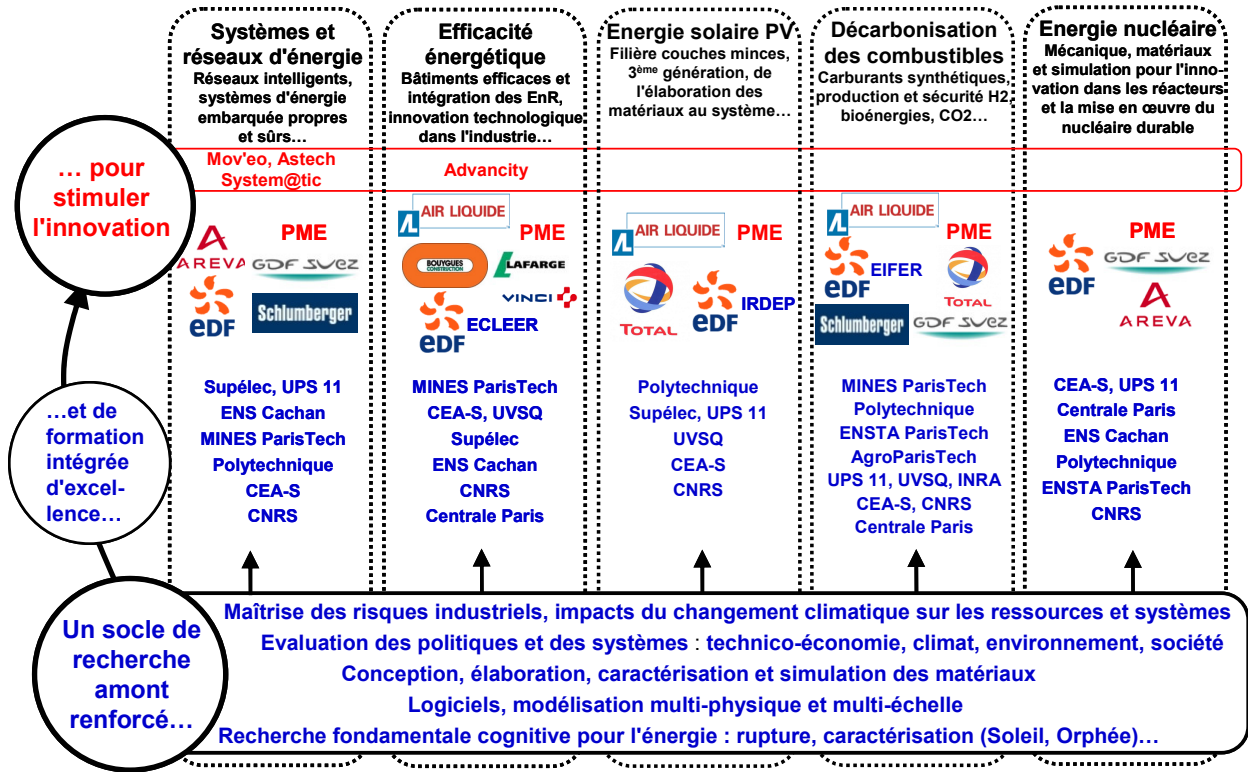 Systèmes et
réseaux d'énergie
Réseaux intelligents,
systèmes d'énergie
embarquée propres
et sûrs…
Efficacité
énergétique
Bâtiments efficaces et
intégration des EnR,
innovation technologique
dans l'industrie…
Energie solaire PV
Filière couches minces,
3ème génération, de
l'élaboration des
matériaux au système…
Décarbonisation
des combustibles
Carburants synthétiques,
production et sécurité H2,
bioénergies, CO2…
Energie nucléaire
Mécanique, matériaux
et simulation pour l'inno-
vation dans les réacteurs
et la mise en œuvre du
nucléaire durable
… pour
stimuler
l'innovation
Mov'eo, Astech
System@tic
Advancity
PME
AREVA
GDF SUEZ
eDF
Schlumberger
AIR LIQUIDE
PME
BOUYGUES
CONSTRUCTION
LAFARGE
VINCI
eDF
ECLEER
AIR LIQUIDE
PME
TOTAL
eDF
IRDEP
AIR LIQUIDE
PME
eDF
EIFER
TOTAL
Schlumberger
GDF SUEZ
PME
eDF
GDF SUEZ
AREVA
…et de
formation
intégrée
d'excel-
lence…
Supélec, UPS 11
ENS Cachan
MINES ParisTech
Polytechnique
CEA-S
CNRS
MINES ParisTech
CEA-S, UVSQ
Supélec
ENS Cachan
CNRS
Centrale Paris
Polytechnique
Supélec, UPS 11
UVSQ
CEA-S
CNRS
MINES ParisTech
Polytechnique
ENSTA ParisTech
AgroParisTech
UPS 11, UVSQ, INRA
CEA-S, CNRS
Centrale Paris
CEA-S, UPS 11
Centrale Paris
ENS Cachan
Polytechnique
ENSTA ParisTech
CNRS
Un socle de
recherche
amont
renforcé…
Maîtrise des risques industriels, impacts du changement climatique sur les ressources et systèmes
Evaluation des politiques et des systèmes : technico-économie, climat, environnement, société
Conception, élaboration, caractérisation et simulation des matériaux
Logiciels, modélisation multi-physique et multi-échelle
Recherche fondamentale cognitive pour l'énergie : rupture, caractérisation (Soleil, Orphée)…